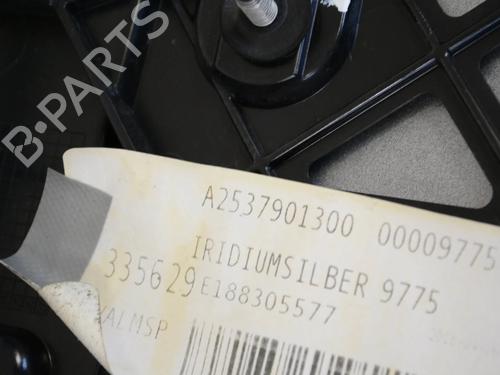 B-PARTS
A2537901300 00009775
IRIDIUMSILBER 9775
335629 E188305577
ALMSP